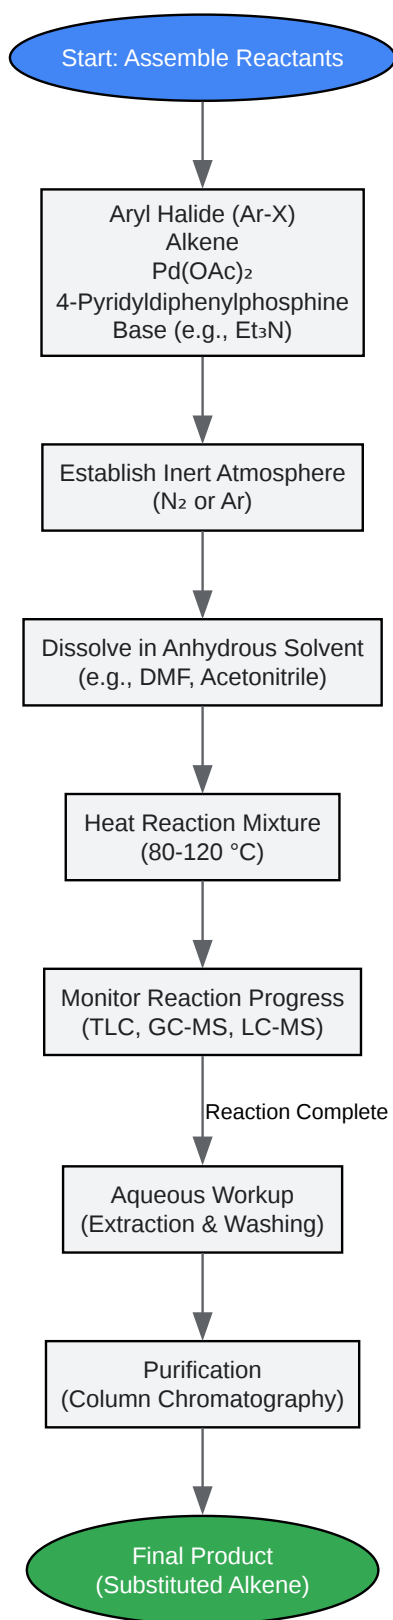 Start: Assemble Reactants
Aryl Halide (Ar-X)
Alkene
Pd(OAc)₂
4-Pyridyldiphenylphosphine
Base (e.g., Et₃N)
Establish Inert Atmosphere
(N₂ or Ar)
Dissolve in Anhydrous Solvent
(e.g., DMF, Acetonitrile)
Heat Reaction Mixture
(80-120 °C)
Monitor Reaction Progress
(TLC, GC-MS, LC-MS)
Reaction Complete
Aqueous Workup
(Extraction & Washing)
Purification
(Column Chromatography)
Final Product
(Substituted Alkene)